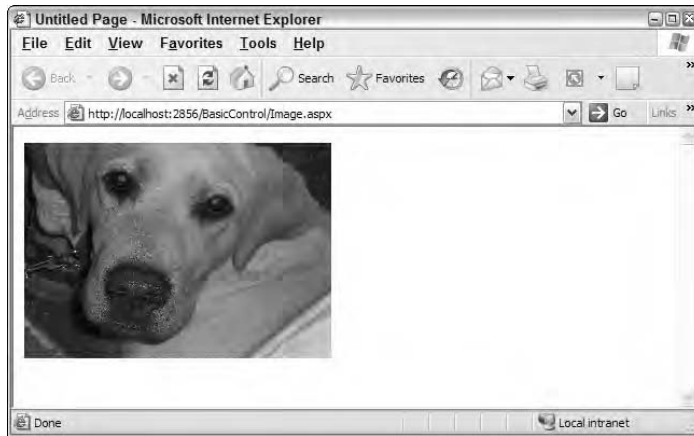 Untitled Page - Microsoft Internet Explorer
File Edit View Favorites Tools Help
Back Search Favorites »
Address http://localhost:2856/BasicControl/Image.aspx Go Links »
Done Local intranet